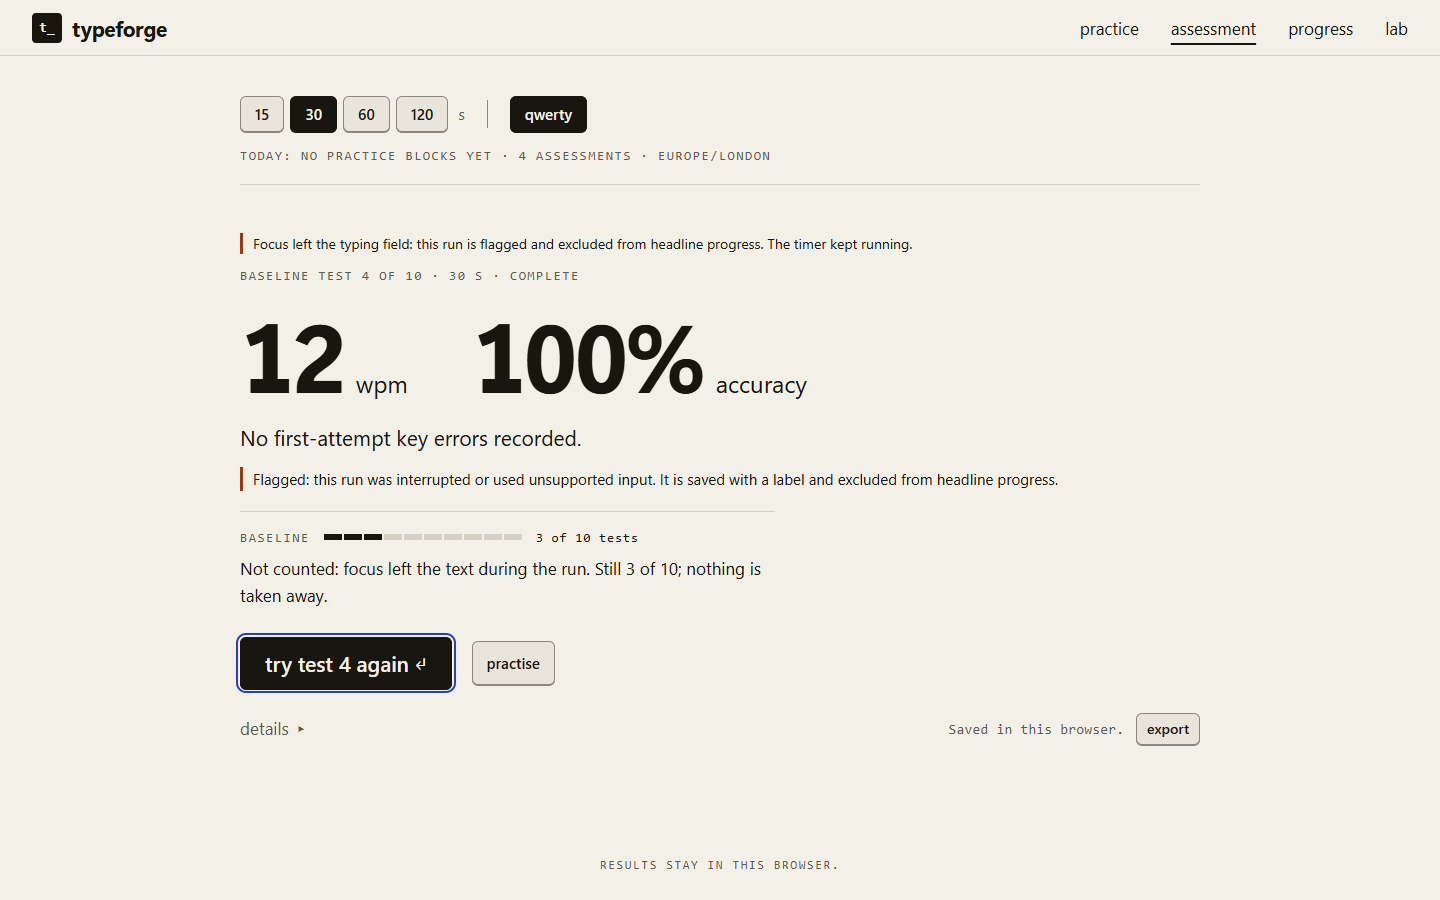 t_ typeforge
practice assessment progress lab
15 30 60 120 s qwerty
TODAY: NO PRACTICE BLOCKS YET · 4 ASSESSMENTS · EUROPE/LONDON
Focus left the typing field: this run is flagged and excluded from headline progress. The timer kept running.
BASELINE TEST 4 OF 10 · 30 S · COMPLETE
12 wpm 100% accuracy
No first-attempt key errors recorded.
Flagged: this run was interrupted or used unsupported input. It is saved with a label and excluded from headline progress.
BASELINE 3 of 10 tests
Not counted: focus left the text during the run. Still 3 of 10; nothing is
taken away.
try test 4 again ↵ practise
details ▸ Saved in this browser. export
RESULTS STAY IN THIS BROWSER.